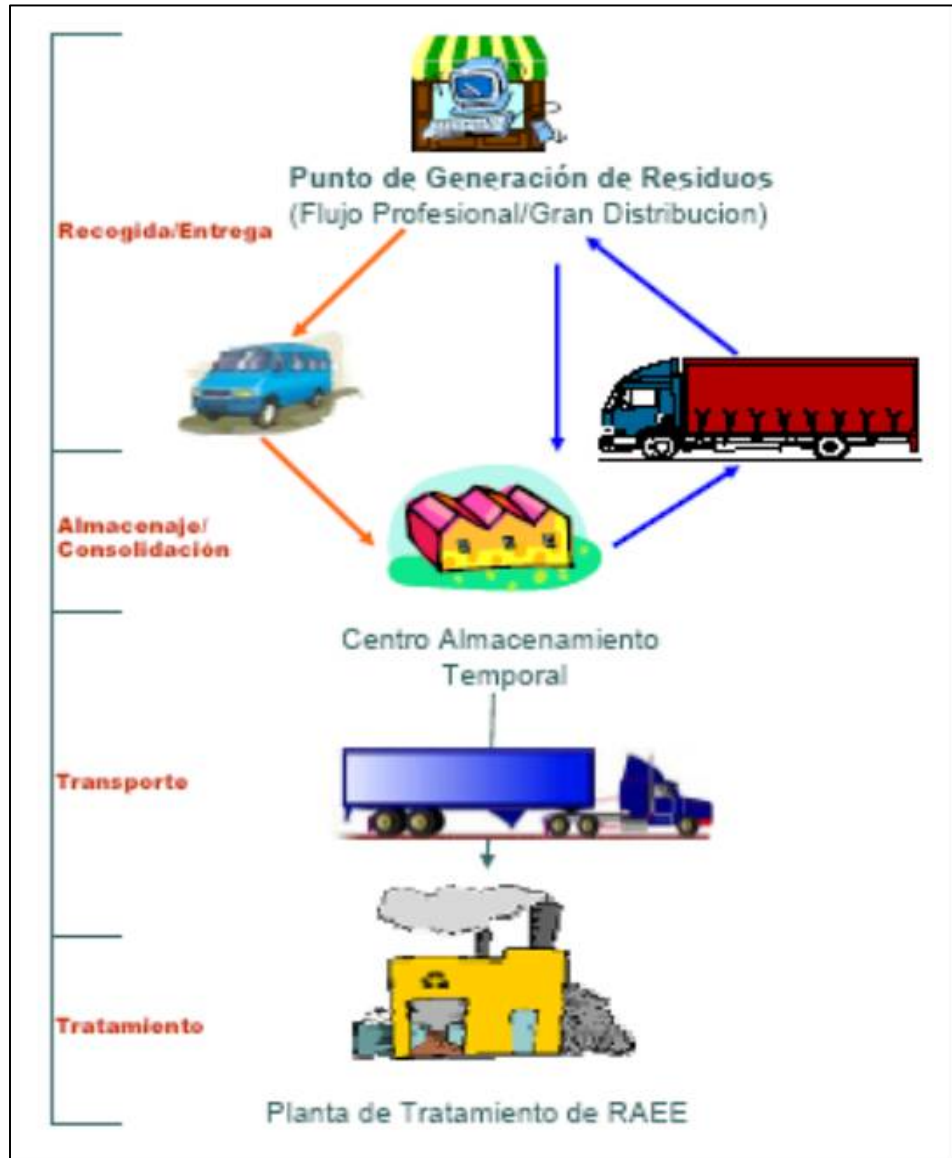 Punto de Generación de Residuos
(Flujo Profesional/Gran Distribucion)
Recogida/Entrega
Almacenaje/
Consolidación
Centro Almacenamiento
Temporal
Transporte
Tratamiento
Planta de Tratamiento de RAEE